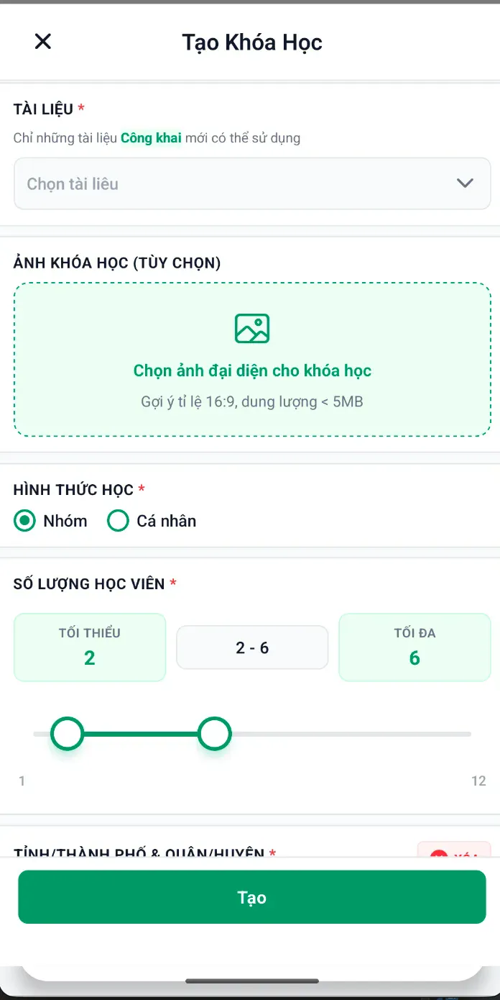 Tạo Khóa Học
TÀI LIỆU *
Chỉ những tài liệu Công khai mới có thể sử dụng
Chọn tài liêu
ẢNH KHÓA HỌC (TÙY CHỌN)
Chọn ảnh đại diện cho khóa học
Gợi ý tỉ lệ 16:9, dung lượng < 5MB
HÌNH THỨC HỌC *
Nhóm Cá nhân
SỐ LƯỢNG HỌC VIÊN *
TỐI THIỂU
2
2 - 6
TỐI ĐA
6
1 12
TỈNH/THÀNH PHỐ & QUẬN/HUYỆN *
Tạo